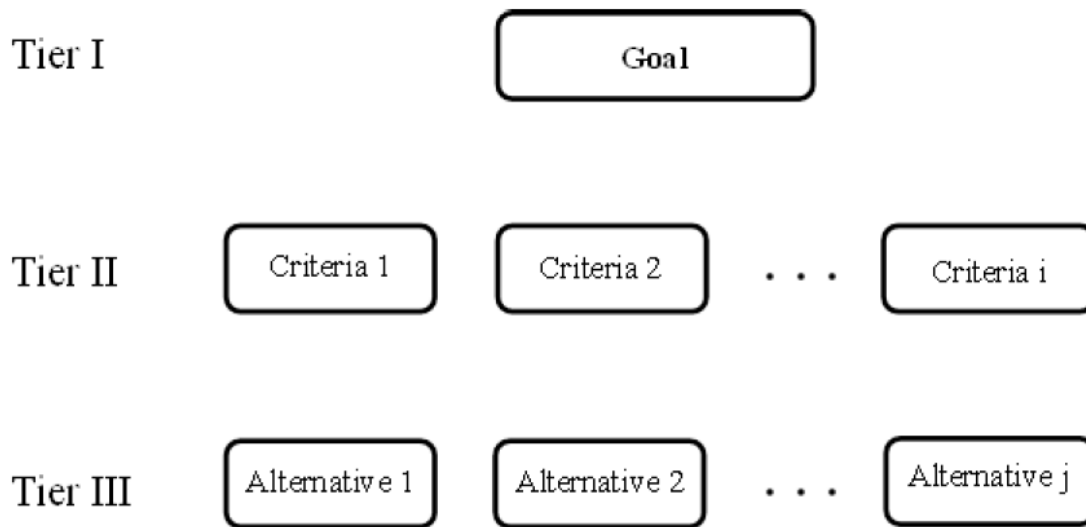 Tier I
Goal
Tier II
Criteria 1
Criteria 2
. . .
Criteria i
Tier III
Alternative 1
Alternative 2
. . .
Alternative j